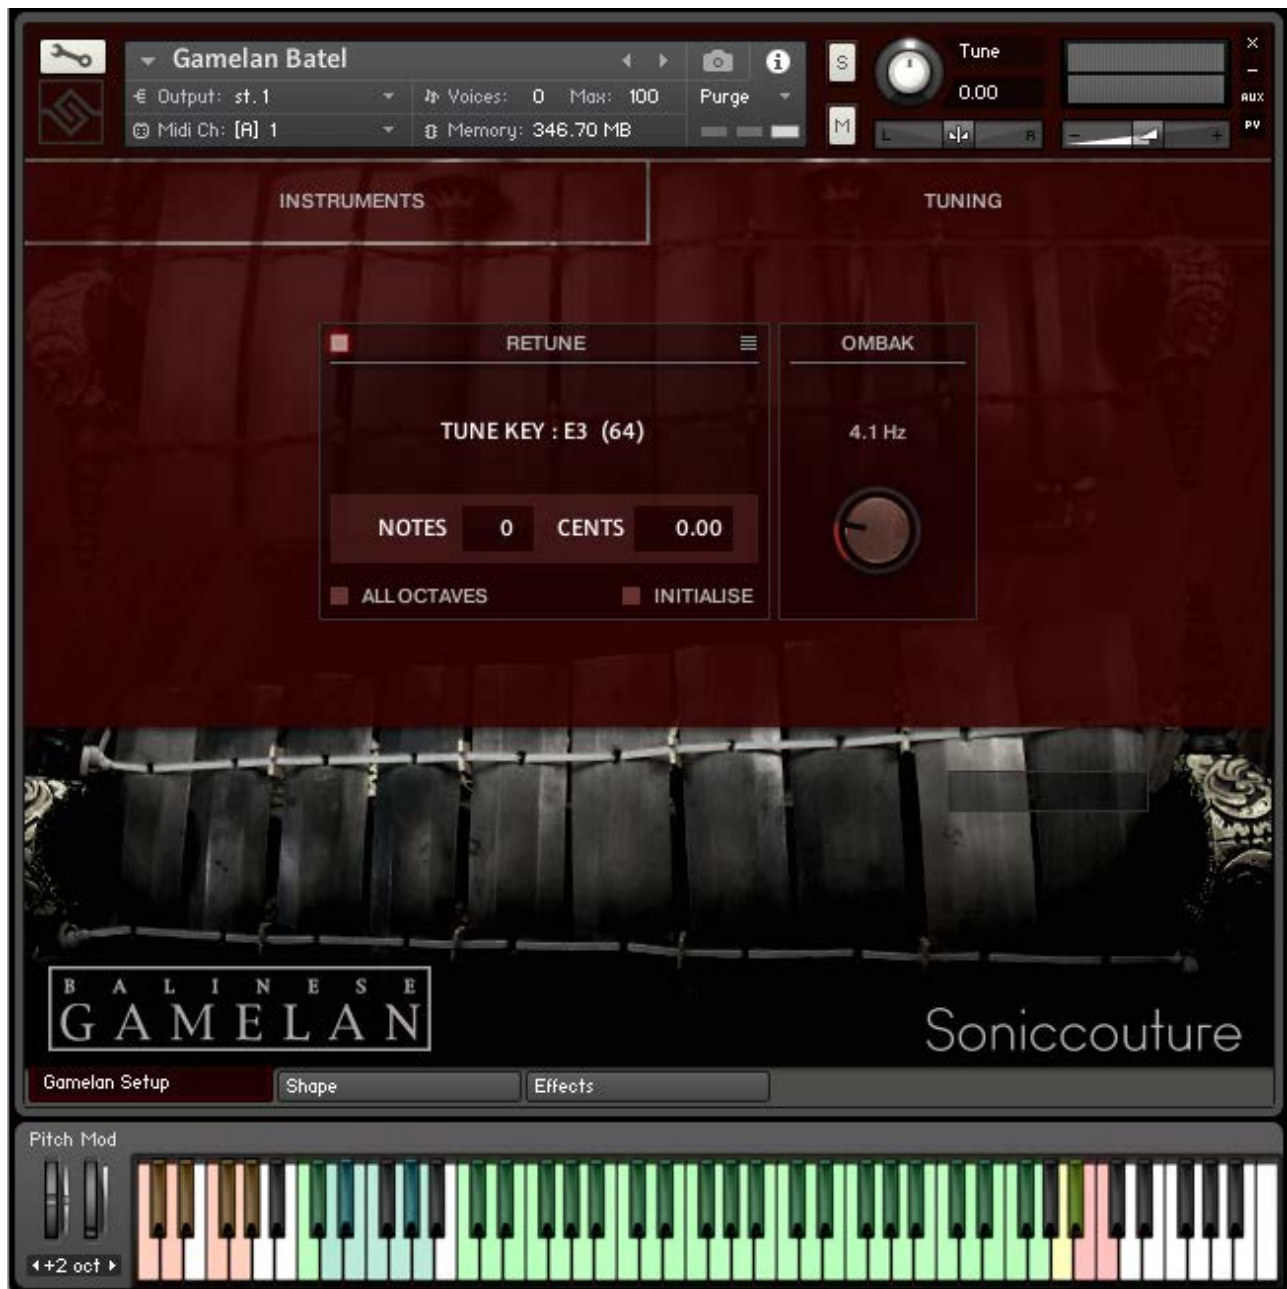 Gamelan Batel
Output: st. 1
Voices: 0 Max: 100
Purge
Midi Ch: [A] 1
Memory: 346.70 MB
S
M
Tune
0.00
L R
- +
×
-
AUX
PV
INSTRUMENTS
TUNING
RETUNE
OMBAK
TUNE KEY : E3 (64)
4.1 Hz
NOTES 0 CENTS 0.00
ALL OCTAVES
INITIALISE
BALINESE
GAMELAN
Soniccouture
Gamelan Setup
Shape
Effects
Pitch Mod
+2 oct